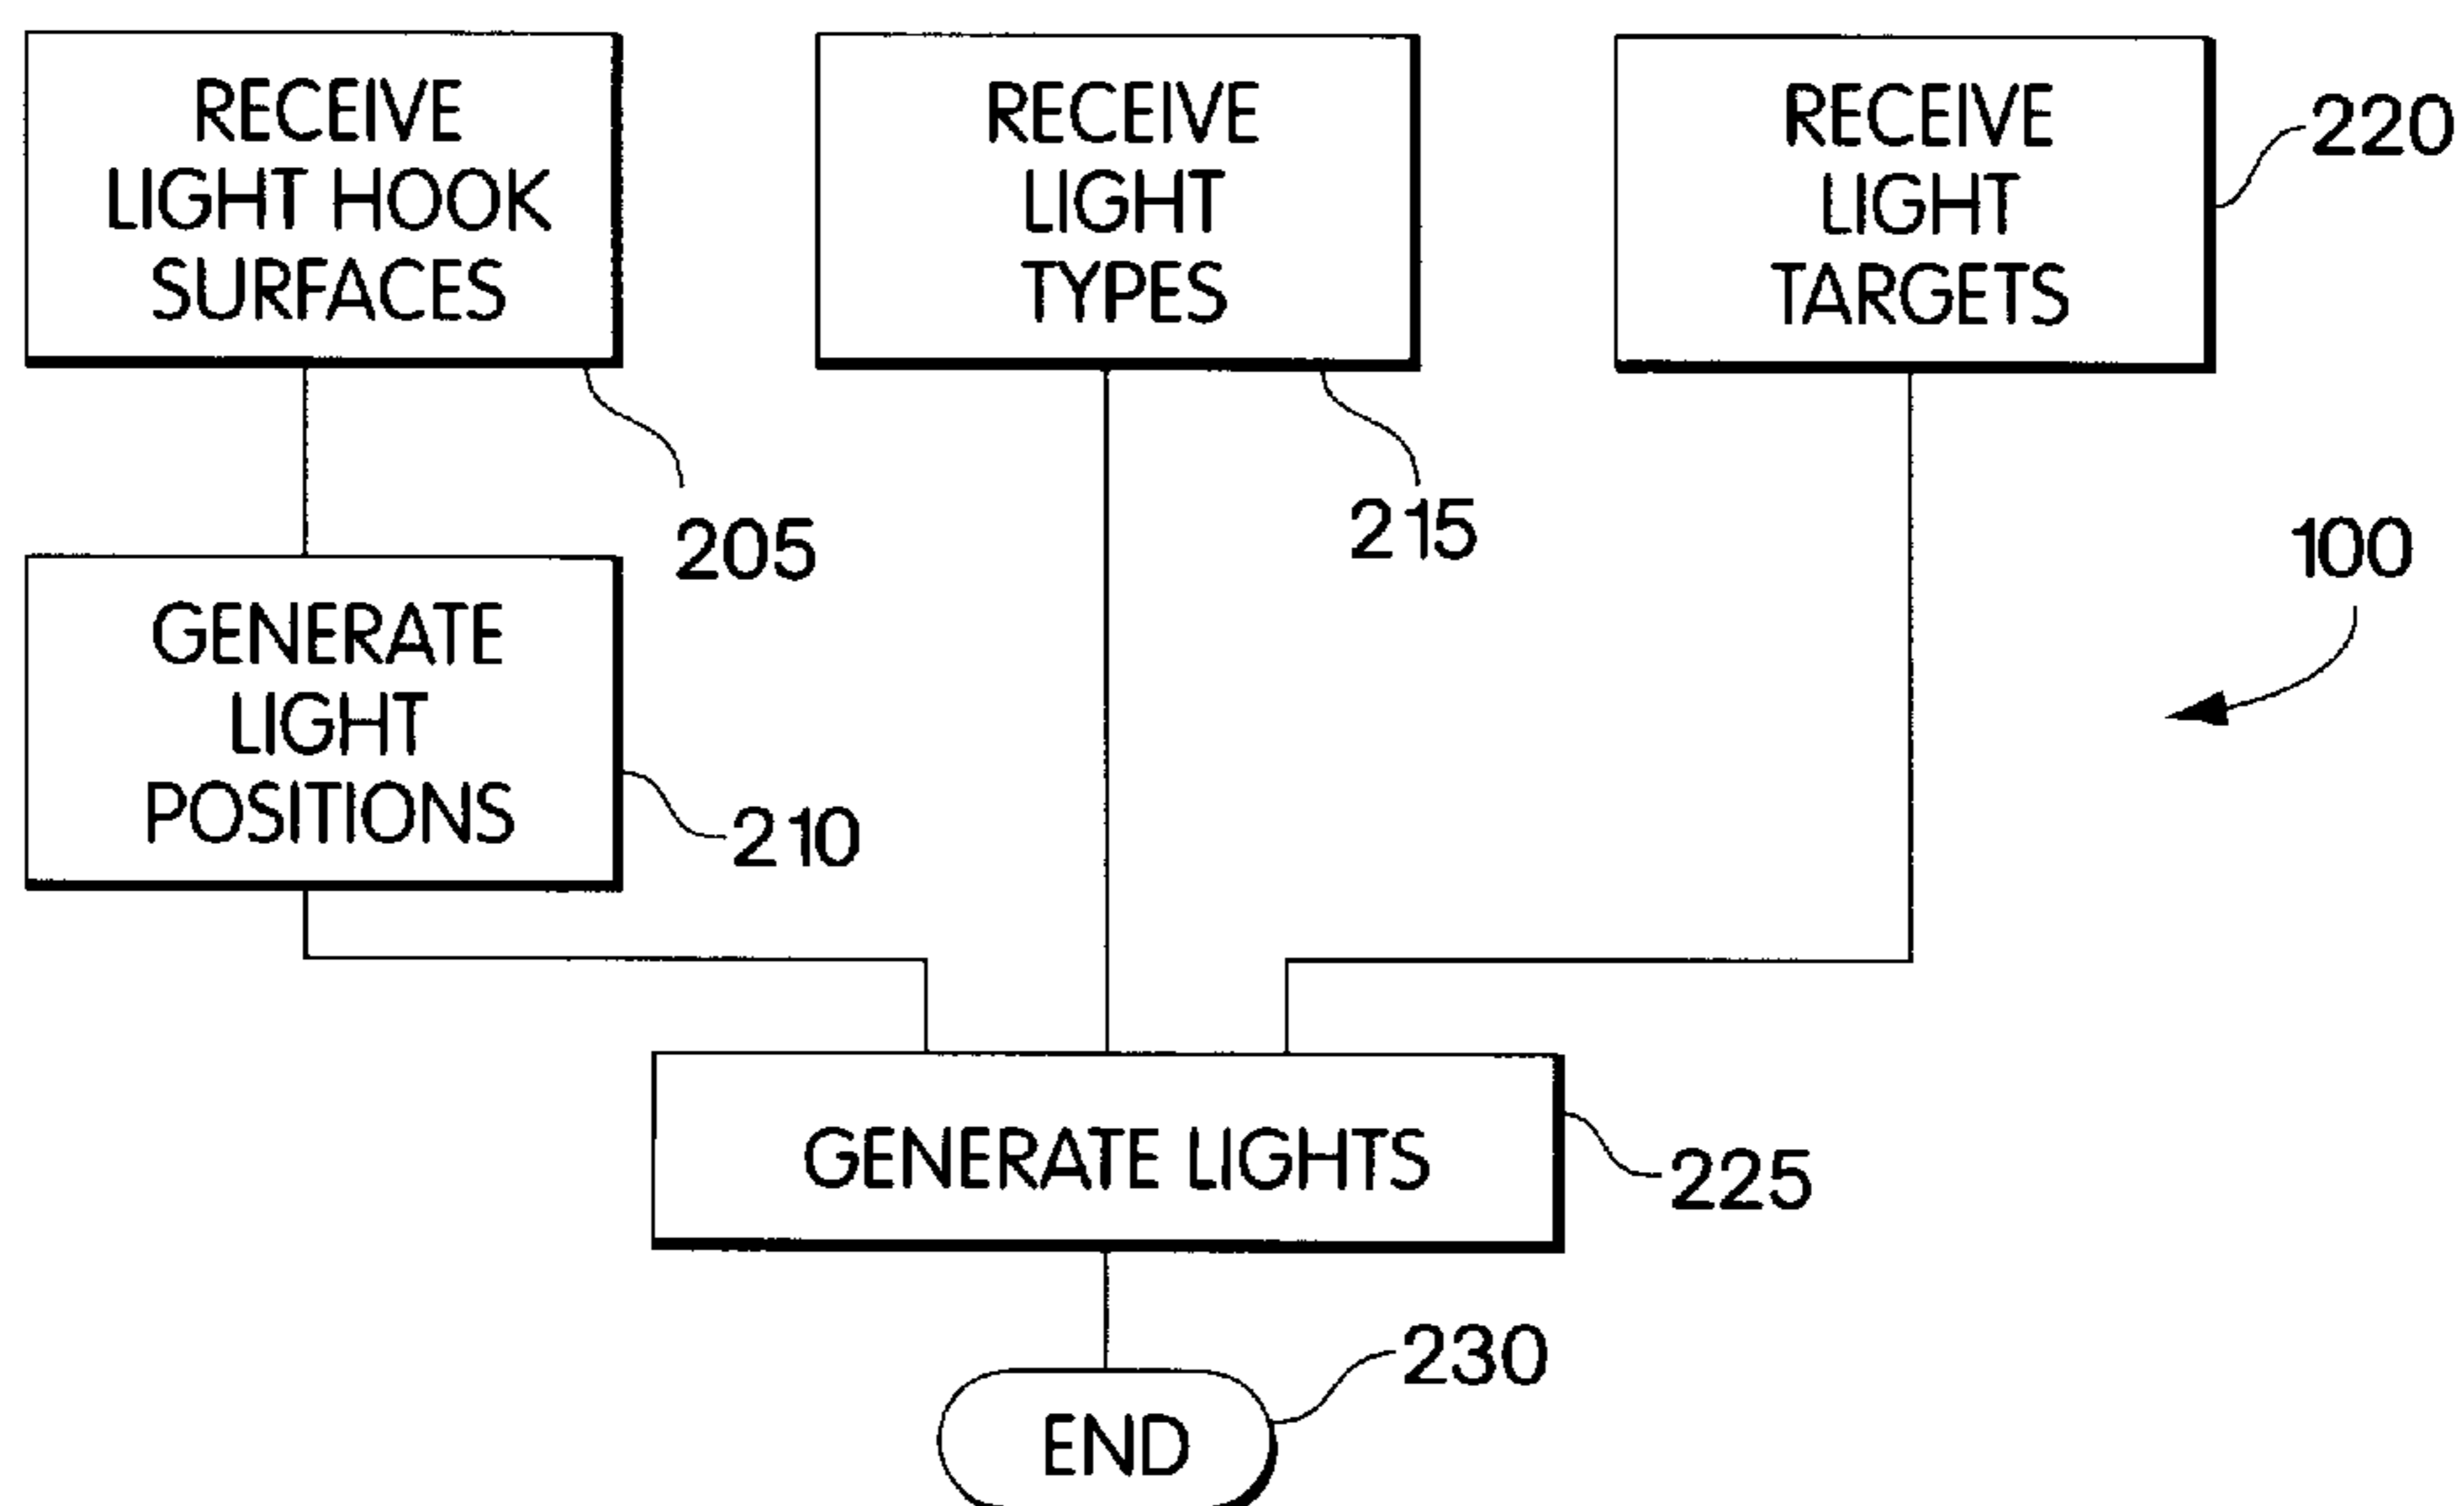 RECEIVE
LIGHT HOOK
SURFACES
205
RECEIVE
LIGHT
TYPES
215
RECEIVE
LIGHT
TARGETS
220
100
GENERATE
LIGHT
POSITIONS
210
GENERATE LIGHTS
225
END
230